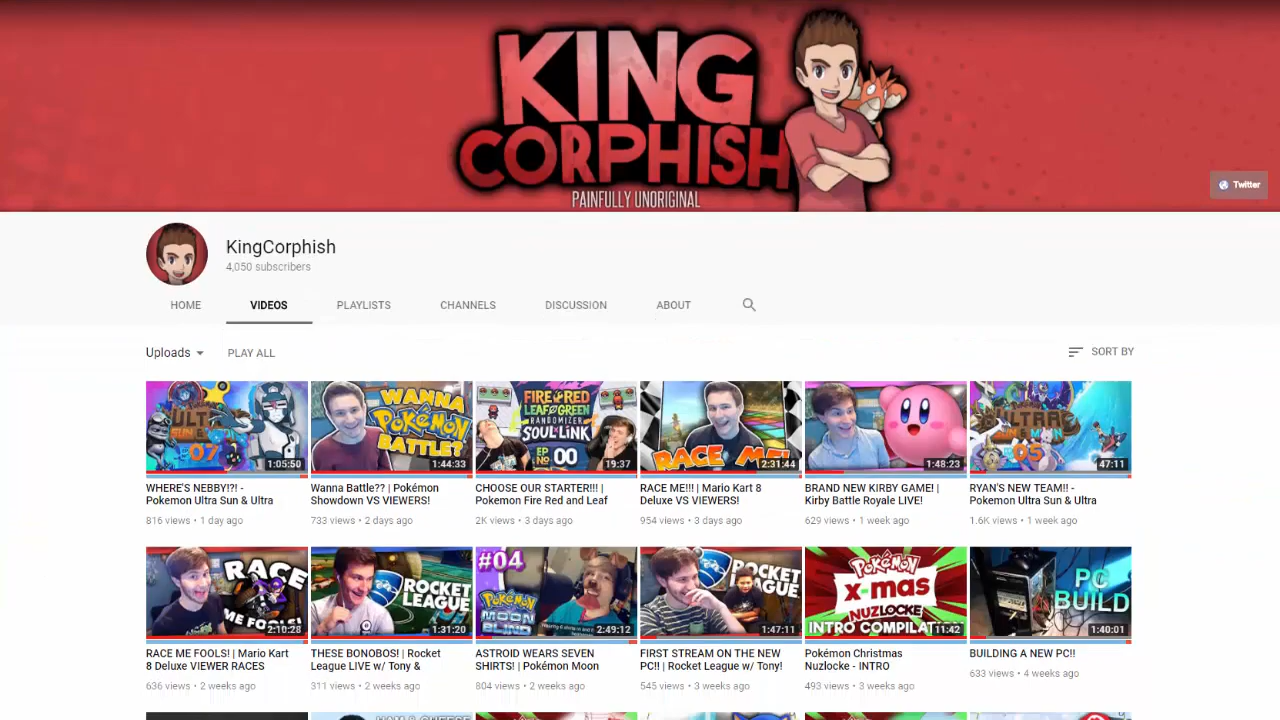 KING
CORPHISH
PAINFULLY UNORIGINAL
Twitter
KingCorphish
4,050 subscribers
HOME VIDEOS PLAYLISTS CHANNELS DISCUSSION ABOUT
Uploads PLAY ALL SORT BY
ULTRA
SUN & MOON
07
1:05:50
WHERE'S NEBBY!?! -
Pokemon Ultra Sun & Ultra
816 views • 1 day ago
WANNA
Pokémon
BATTLE?
1:44:33
Wanna Battle?? | Pokémon
Showdown VS VIEWERS!
733 views • 2 days ago
FIRE RED
LEAF GREEN
RANDOMIZER
SOUL LINK
EP NO. 00
19:37
CHOOSE OUR STARTER!!! |
Pokemon Fire Red and Leaf
2K views • 3 days ago
RACE ME!
2:31:44
RACE ME!!! | Mario Kart 8
Deluxe VS VIEWERS!
954 views • 3 days ago
1:48:23
BRAND NEW KIRBY GAME! |
Kirby Battle Royale LIVE!
629 views • 1 week ago
ULTRA
SUN & MOON
05
47:11
RYAN'S NEW TEAM!! -
Pokemon Ultra Sun & Ultra
1.6K views • 1 week ago
RACE
ME FOOLS!
2:10:28
RACE ME FOOLS! | Mario Kart
8 Deluxe VIEWER RACES
636 views • 2 weeks ago
ROCKET
LEAGUE
1:31:20
THESE BONOBOS! | Rocket
League LIVE w/ Tony &
311 views • 2 weeks ago
#04
POKéMON
MOON
BLIND
2:49:12
ASTROID WEARS SEVEN
SHIRTS! | Pokémon Moon
804 views • 2 weeks ago
ROCKET
LEAGUE
1:47:11
FIRST STREAM ON THE NEW
PC!! | Rocket League w/ Tony!
545 views • 3 weeks ago
POKéMON
x-mas
NUZLOCKE
INTRO COMPILATION
11:42
Pokémon Christmas
Nuzlocke - INTRO
493 views • 3 weeks ago
PC
BUILD
1:40:01
BUILDING A NEW PC!!
633 views • 4 weeks ago
HAM & CHEESE